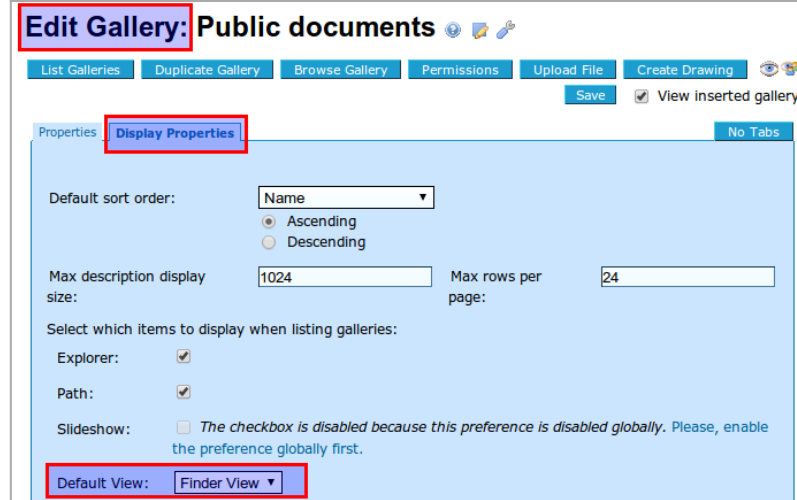 Edit Gallery: Public documents
List Galleries Duplicate Gallery Browse Gallery Permissions Upload File Create Drawing
Save View inserted gallery
Properties Display Properties No Tabs
Default sort order: Name
Ascending
Descending
Max description display size: 1024 Max rows per page: 24
Select which items to display when listing galleries:
Explorer:
Path:
Slideshow: The checkbox is disabled because this preference is disabled globally. Please, enable
the preference globally first.
Default View: Finder View